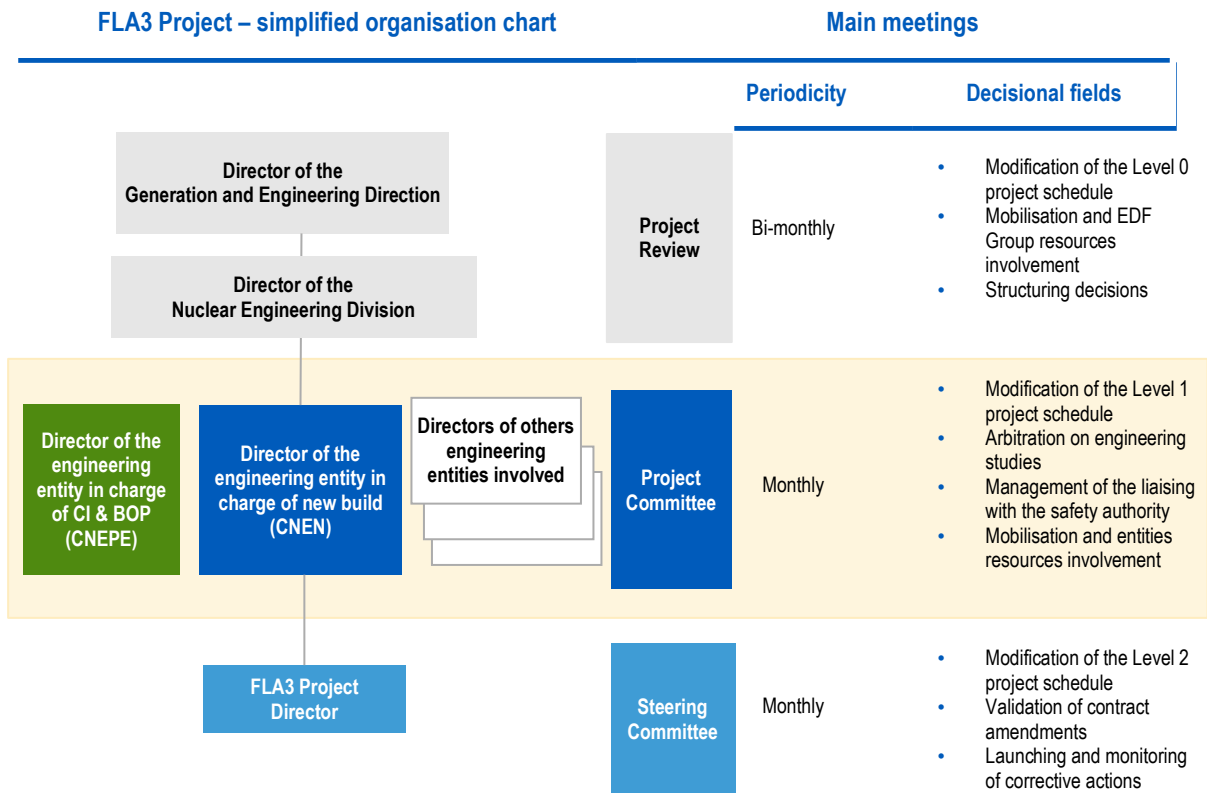 FLA3 Project – simplified organisation chart
Main meetings
Periodicity
Decisional fields
Director of the
Generation and Engineering Direction
Director of the
Nuclear Engineering Division
Project
Review
Bi-monthly
• Modification of the Level 0
project schedule
• Mobilisation and EDF
Group resources
involvement
• Structuring decisions
Director of the
engineering
entity in charge
of CI & BOP
(CNEPE)
Director of the
engineering entity in
charge of new build
(CNEN)
Directors of others
engineering
entities involved
Project
Committee
Monthly
• Modification of the Level 1
project schedule
• Arbitration on engineering
studies
• Management of the liaising
with the safety authority
• Mobilisation and entities
resources involvement
FLA3 Project
Director
Steering
Committee
Monthly
• Modification of the Level 2
project schedule
• Validation of contract
amendments
• Launching and monitoring
of corrective actions